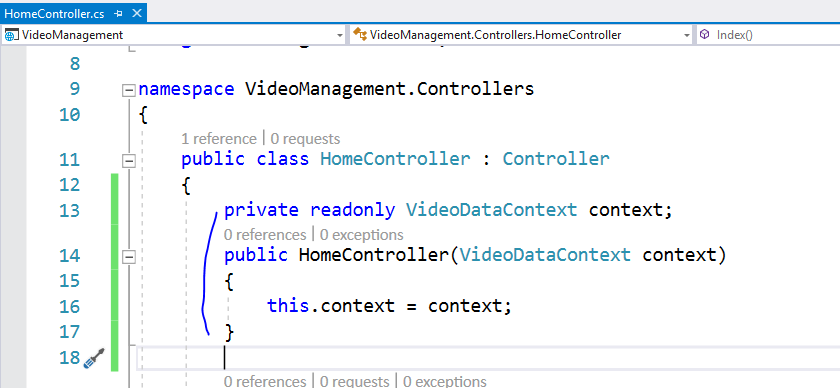 HomeController.cs
VideoManagement VideoManagement.Controllers.HomeController Index()
8
9 namespace VideoManagement.Controllers
10 {
1 reference | 0 requests
11 public class HomeController : Controller
12 {
13 private readonly VideoDataContext context;
0 references | 0 exceptions
14 public HomeController(VideoDataContext context)
15 {
16 this.context = context;
17 }
18
0 references | 0 requests | 0 exceptions